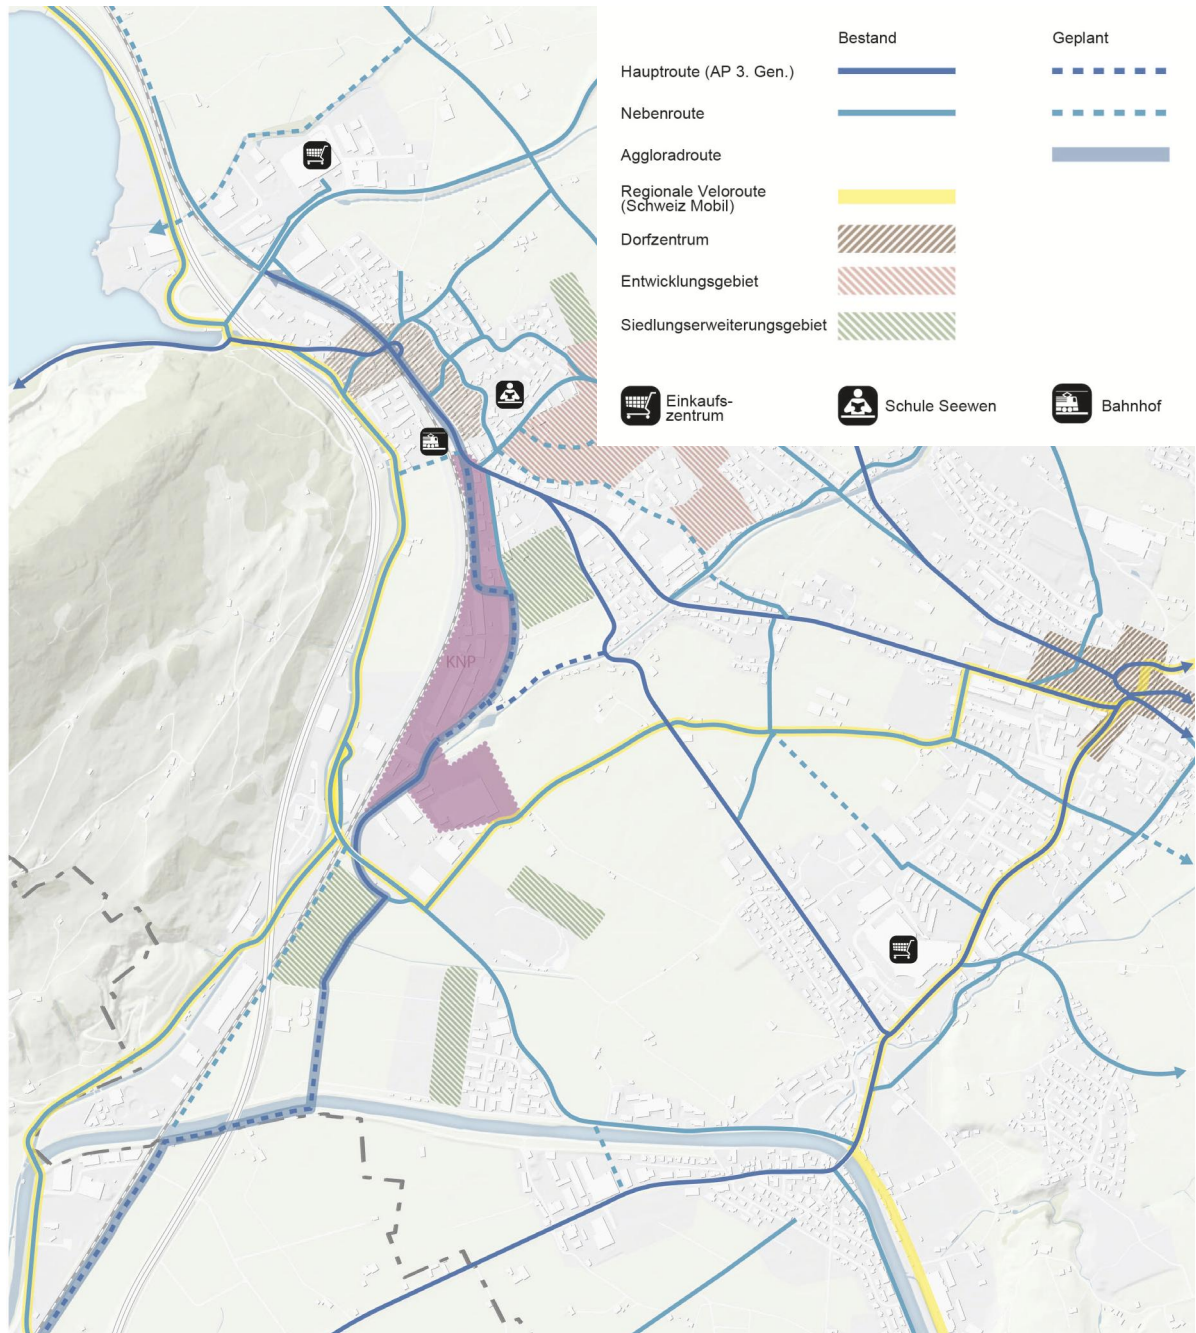 Bestand
Geplant
Hauptroute (AP 3. Gen.)
Nebenroute
Aggloradroute
Regionale Veloroute
(Schweiz Mobil)
Dorfzentrum
Entwicklungsgebiet
Siedlungserweiterungsgebiet
Einkaufs-
zentrum
Schule Seewen
Bahnhof
KNP